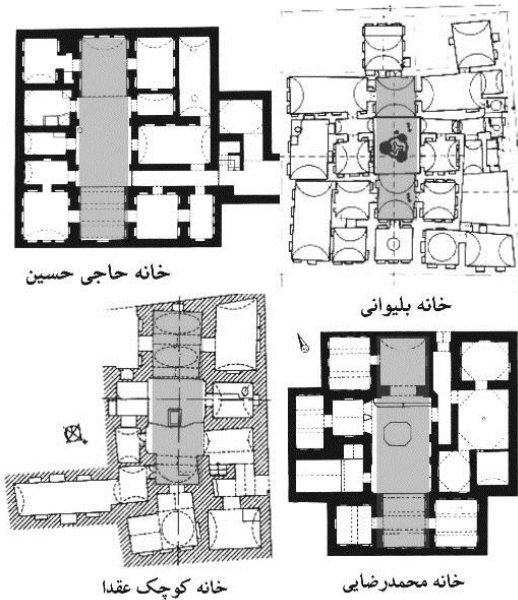 خانه حاجی حسین
خانه بلیوانی
خانه کوچک عقدا
خانه محمدرضایی